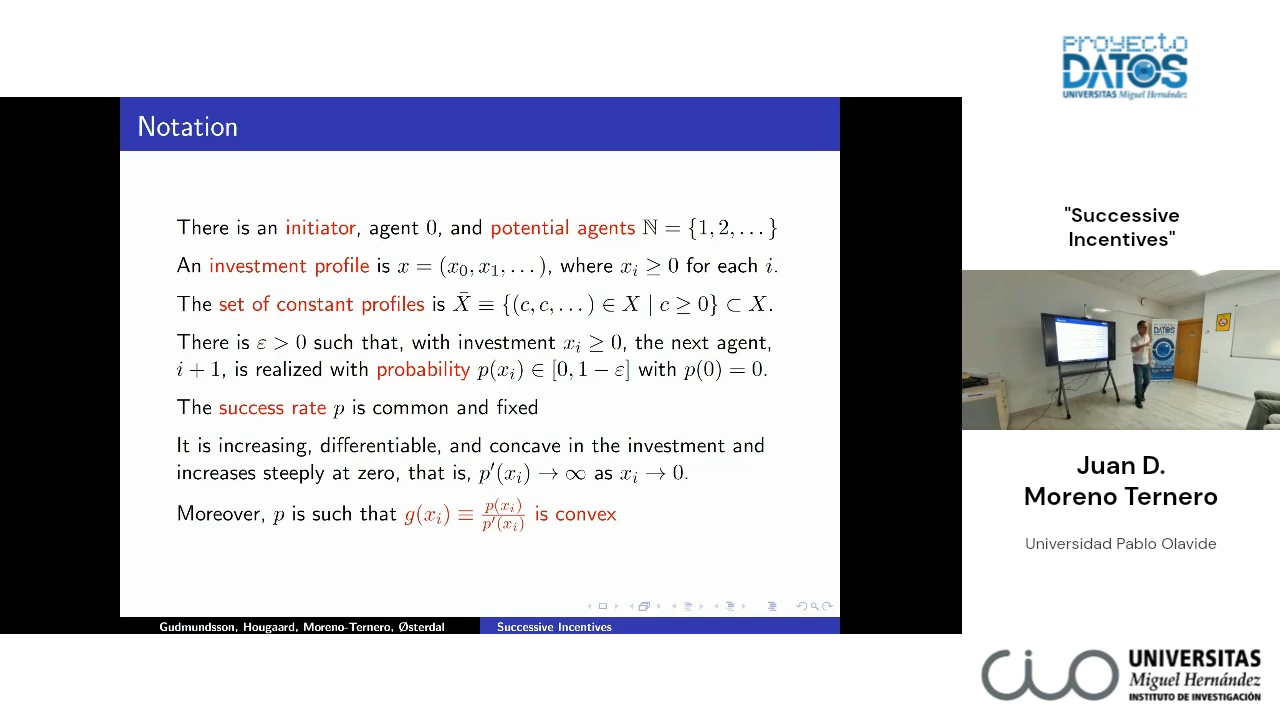 Notation
There is an initiator, agent 0, and potential agents ℕ = {1, 2, . . . }
An investment profile is x = (x₀, x₁, . . . ), where xᵢ ≥ 0 for each i.
The set of constant profiles is X̄ ≡ {(c, c, . . . ) ∈ X | c ≥ 0} ⊂ X.
There is ε > 0 such that, with investment xᵢ ≥ 0, the next agent,
i + 1, is realized with probability p(xᵢ) ∈ [0, 1 − ε] with p(0) = 0.
The success rate p is common and fixed
It is increasing, differentiable, and concave in the investment and
increases steeply at zero, that is, p′(xᵢ) → ∞ as xᵢ → 0.
Moreover, p is such that g(xᵢ) ≡ p(xᵢ)/p′(xᵢ) is convex
Gudmundsson, Hougaard, Moreno-Ternero, Østerdal
Successive Incentives
PROYECTO
DATOS
UNIVERSITAS Miguel Hernández
"Successive
Incentives"
DATOS
Juan D.
Moreno Ternero
Universidad Pablo Olavide
CIO
UNIVERSITAS
Miguel Hernández
INSTITUTO DE INVESTIGACIÓN